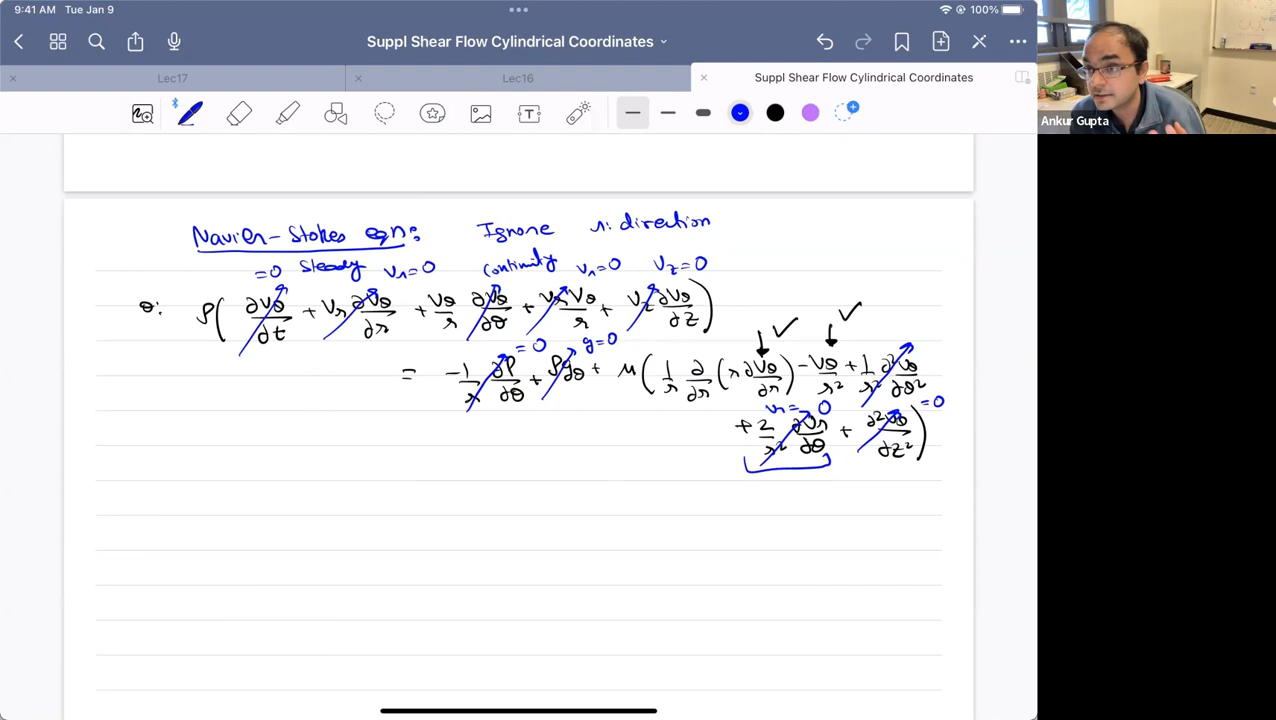 9:41 AM Tue Jan 9
100%
Suppl Shear Flow Cylindrical Coordinates
Lec17
Lec16
Suppl Shear Flow Cylindrical Coordinates
Ankur Gupta
Navier-Stokes eqn: Ignore r: direction
=0 Steady vr=0 continuity vr=0 vz=0
θ: ρ( ∂vθ/∂t + vr ∂vθ/∂r + vθ/r ∂vθ/∂θ + vr vθ/r + vz ∂vθ/∂z )
=0 g=0
= -1/r ∂P/∂θ + ρgθ + μ( 1/r ∂/∂r (r ∂vθ/∂r) - vθ/r² + 1/r² ∂²vθ/∂θ²
vr=0 =0
+ 2/r² ∂vr/∂θ + ∂²vθ/∂z² )